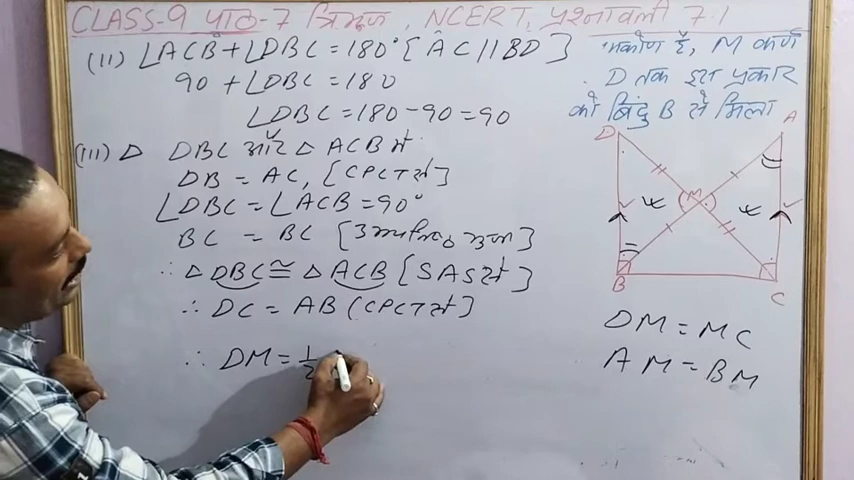 CLASS-9 पाठ-7 त्रिभुज, NCERT, प्रश्नावली 7.1
(ii) ∠ACB + ∠DBC = 180° [AC || BD]
90 + ∠DBC = 180
∠DBC = 180 - 90 = 90
(iii) Δ DBC और Δ ACB में
DB = AC, [CPCT से]
∠DBC = ∠ACB = 90°
BC = BC [उभयनिष्ठ भुजा]
∴ Δ DBC ≅ Δ ACB [SAS से]
∴ DC = AB (CPCT से]
∴ DM = 1/2
है, M कर्ण
D तक इस प्रकार
को बिंदु B से मिला
D
A
M
B
C
DM = MC
AM = BM